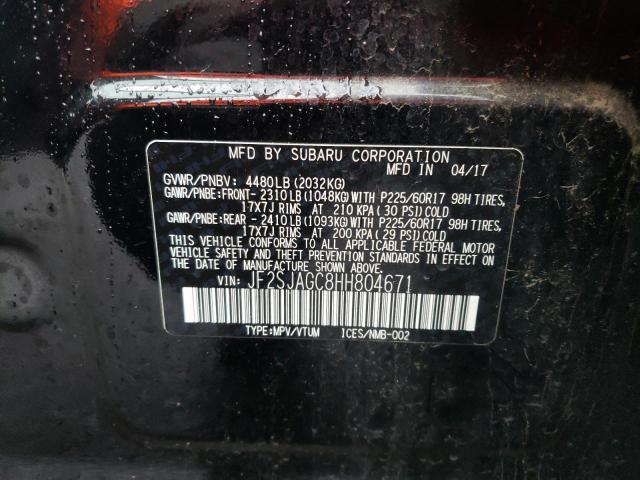 MFD BY SUBARU CORPORATION
MFD IN 04/17
GVWR/PNBV: 4480LB (2032KG)
GAWR/PNBE:FRONT- 2310LB (1048KG) WITH P225/60R17 98H TIRES,
17X7J RIMS AT 210 KPA (30 PSI) COLD
GAWR/PNBE:REAR - 2410LB (1093KG) WITH P225/60R17 98H TIRES,
17X7J RIMS AT 200 KPA (29 PSI) COLD
THIS VEHICLE CONFORMS TO ALL APPLICABLE FEDERAL MOTOR
VEHICLE SAFETY AND THEFT PREVENTION STANDARDS IN EFFECT
ON THE DATE OF MANUFACTURE SHOWN ABOVE.
VIN: JF2SJAGC8HH804671
TYPE:MPV/VTUM ICES/NMB-002